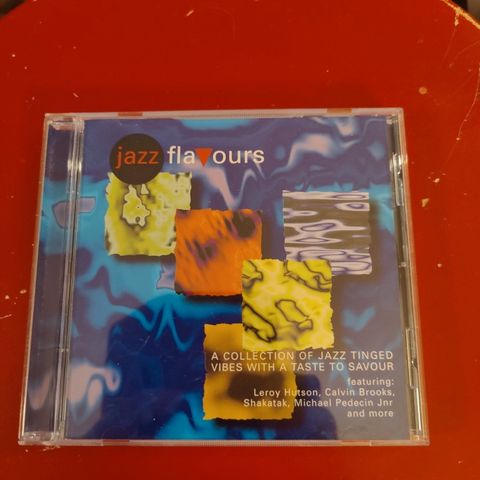 jazz flavours
A COLLECTION OF JAZZ TINGED
VIBES WITH A TASTE TO SAVOUR
featuring:
Leroy Hutson, Calvin Brooks,
Shakatak, Michael Pedecin Jnr
and more